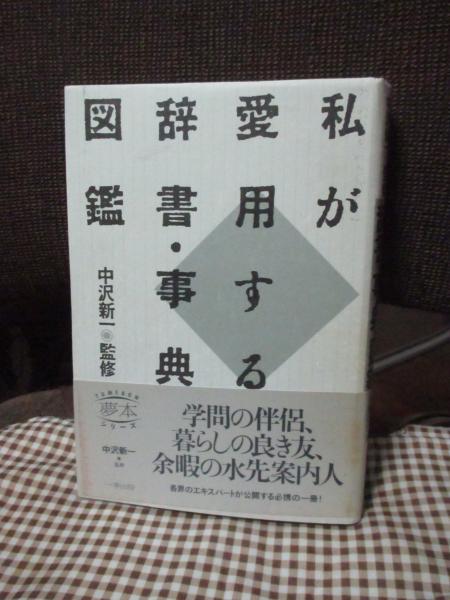 私が
愛用する
辞書・事典
図鑑
中沢新一●監修
夢本
シリーズ
中沢新一
学問の伴侶、
暮らしの良き友、
余暇の水先案内人
各界のエキスパートが公開する必携の一冊!